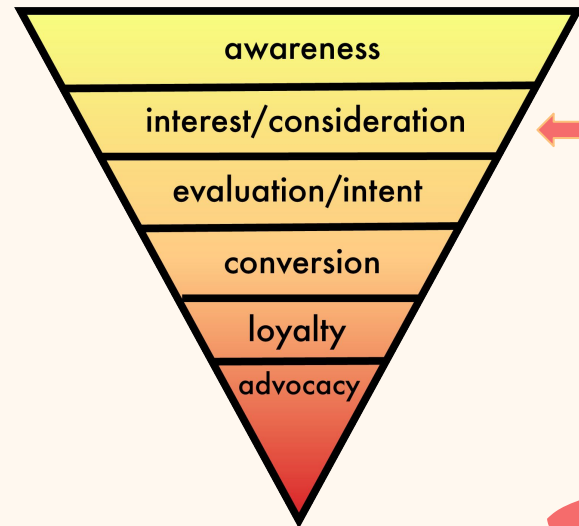 awareness
interest/consideration
evaluation/intent
conversion
loyalty
advocacy